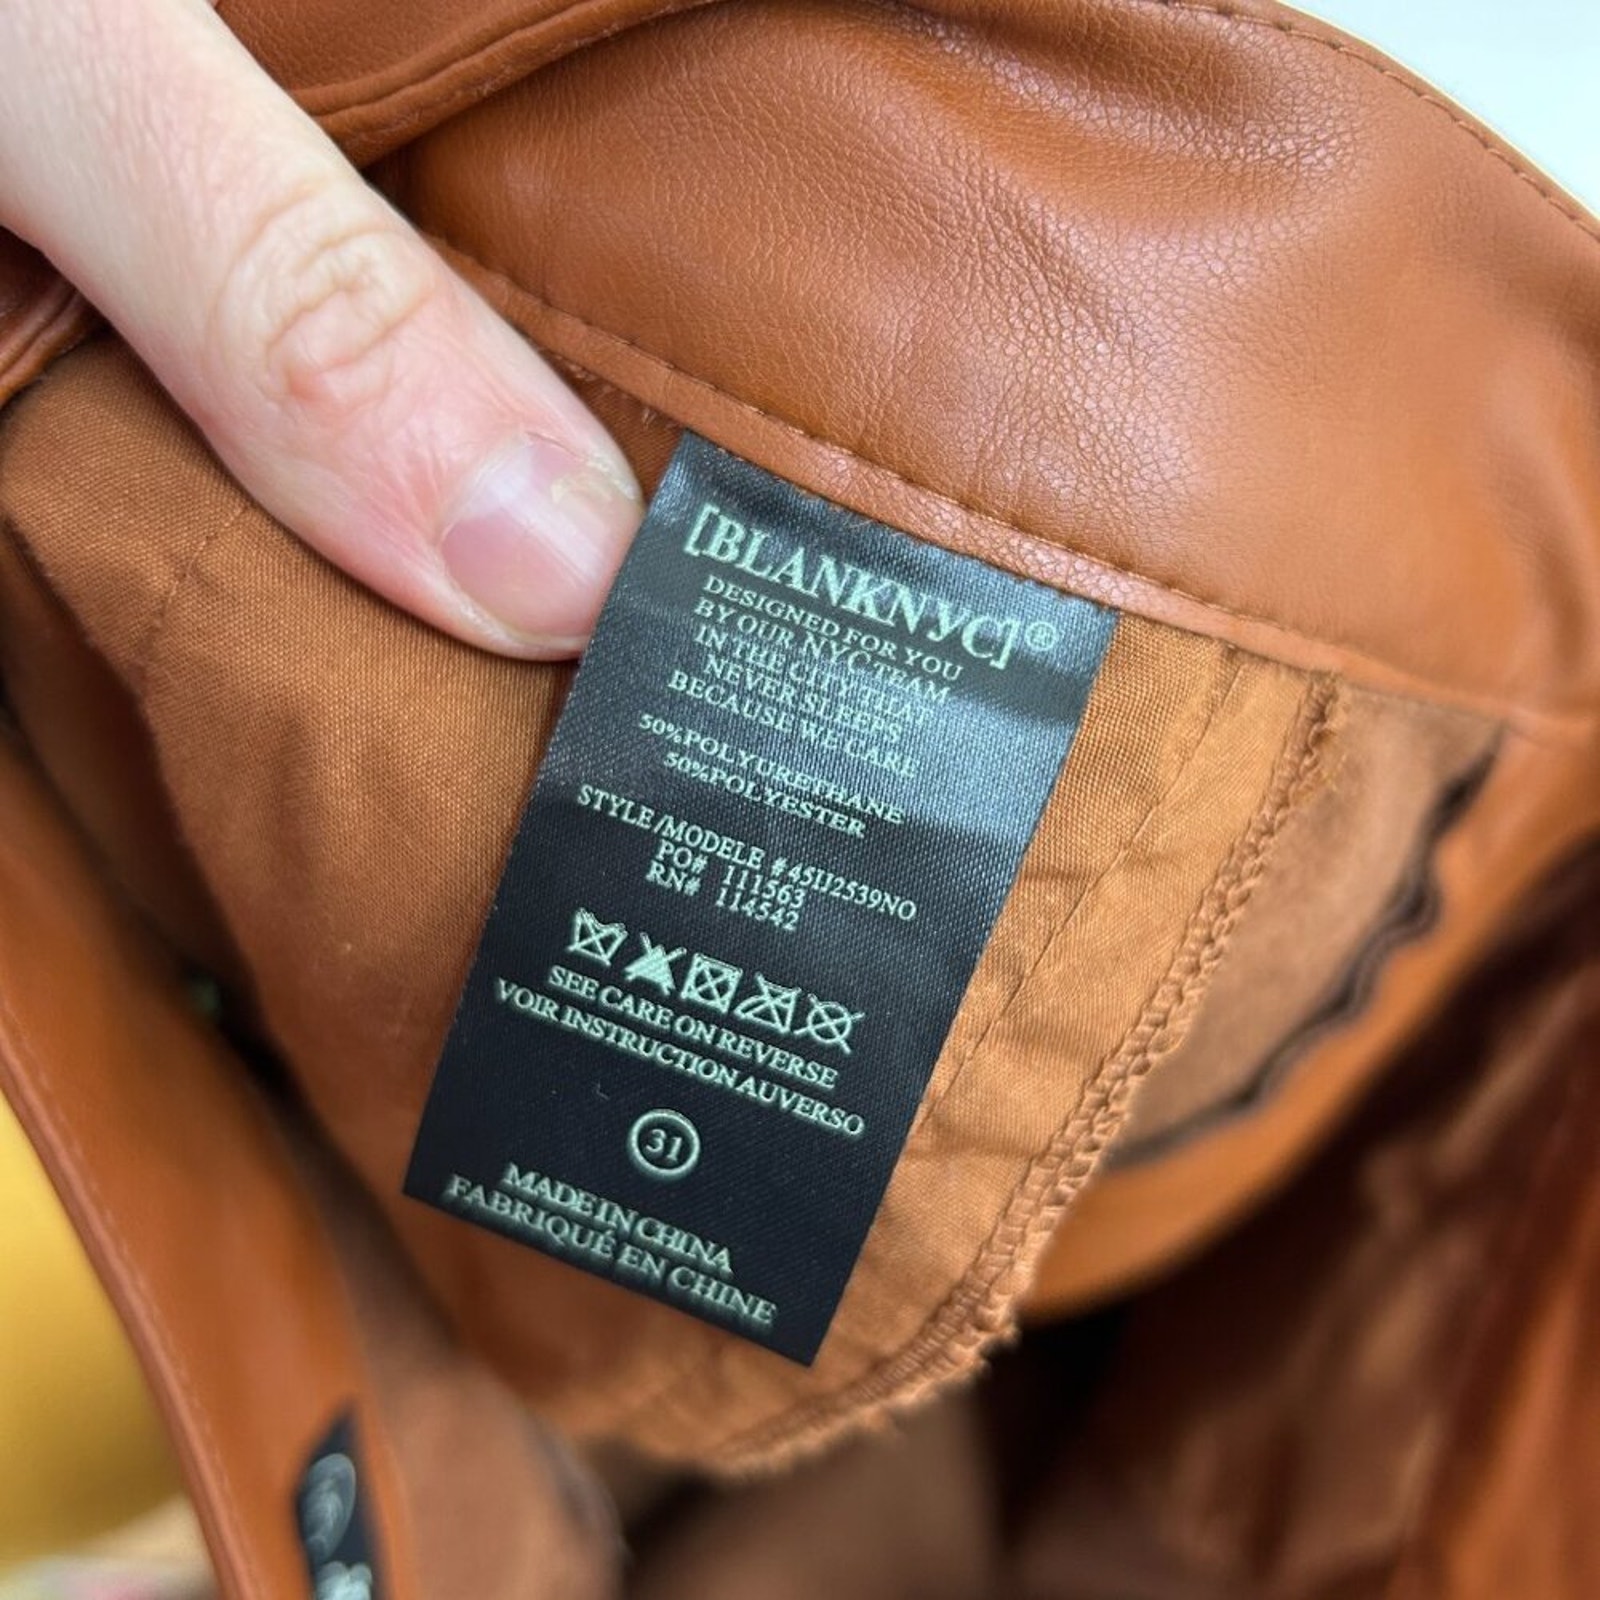 [BLANKNYC]®
DESIGNED FOR YOU
BY OUR NYC TEAM
IN THE CITY THAT
NEVER SLEEPS
BECAUSE WE CARE
50%POLYURETHANE
50%POLYESTER
STYLE/MODELE #45IJ2539NO
PO# 111563
RN# 114542
SEE CARE ON REVERSE
VOIR INSTRUCTION AU VERSO
31
MADE IN CHINA
FABRIQUÉ EN CHINE